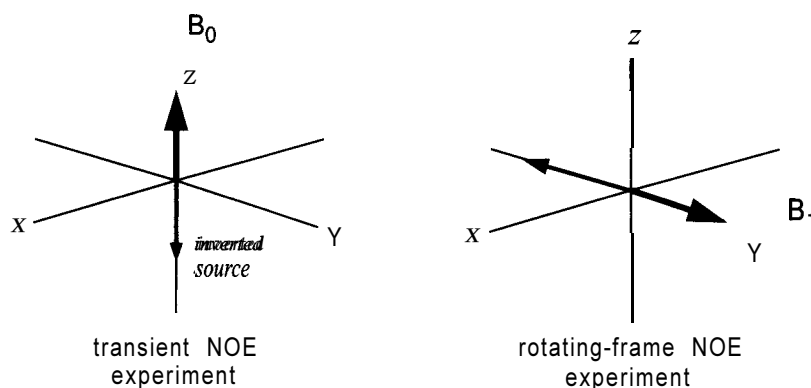 B0
Z
X
Y
inverted
source
transient NOE
experiment
z
X
B
Y
rotating-frame NOE
experiment